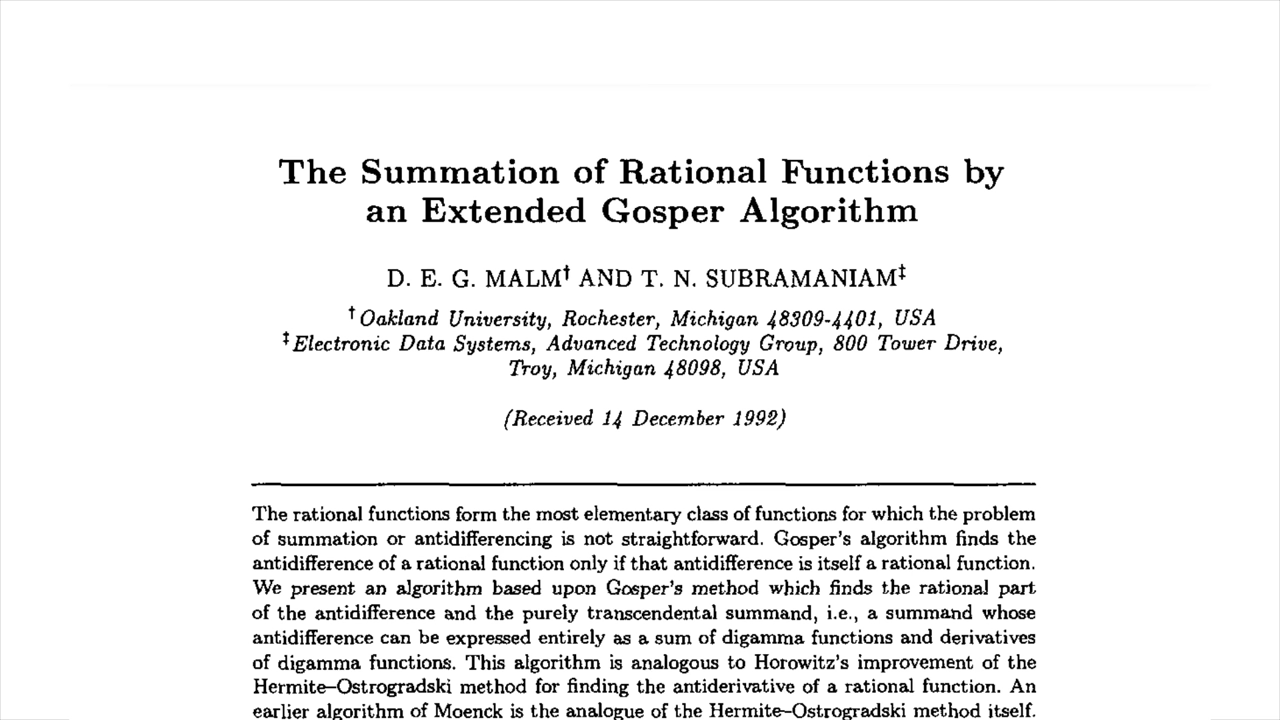 The Summation of Rational Functions by
an Extended Gosper Algorithm
D. E. G. MALM† AND T. N. SUBRAMANIAM‡
†Oakland University, Rochester, Michigan 48309-4401, USA
‡Electronic Data Systems, Advanced Technology Group, 800 Tower Drive,
Troy, Michigan 48098, USA
(Received 14 December 1992)
The rational functions form the most elementary class of functions for which the problem
of summation or antidifferencing is not straightforward. Gosper's algorithm finds the
antidifference of a rational function only if that antidifference is itself a rational function.
We present an algorithm based upon Gosper's method which finds the rational part
of the antidifference and the purely transcendental summand, i.e., a summand whose
antidifference can be expressed entirely as a sum of digamma functions and derivatives
of digamma functions. This algorithm is analogous to Horowitz's improvement of the
Hermite–Ostrogradski method for finding the antiderivative of a rational function. An
earlier algorithm of Moenck is the analogue of the Hermite–Ostrogradski method itself.